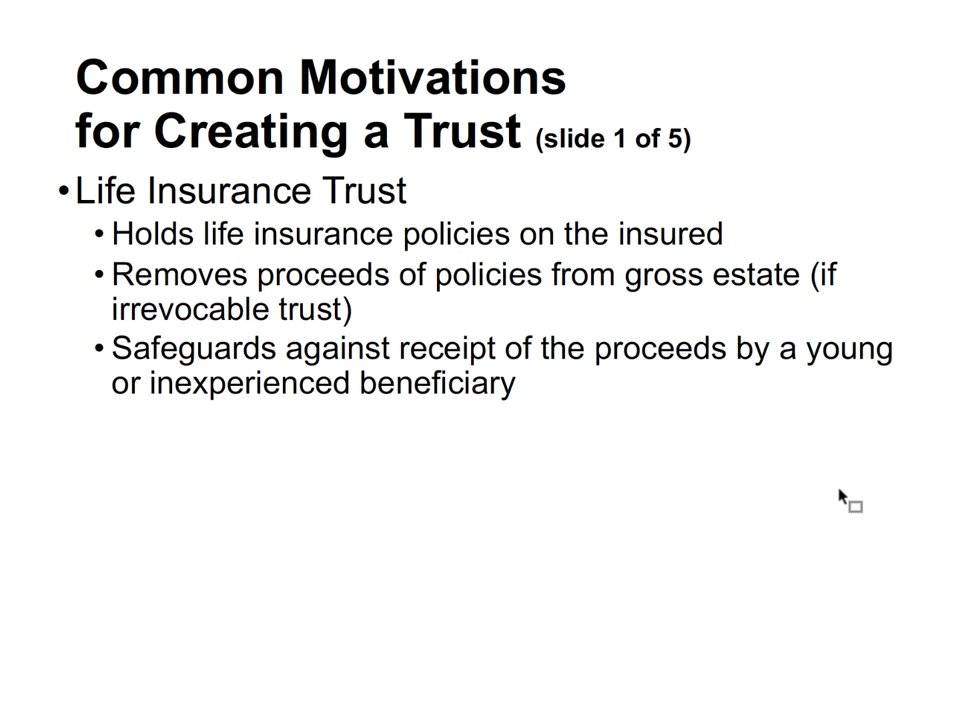 Common Motivations
for Creating a Trust (slide 1 of 5)
•Life Insurance Trust
• Holds life insurance policies on the insured
• Removes proceeds of policies from gross estate (if
irrevocable trust)
• Safeguards against receipt of the proceeds by a young
or inexperienced beneficiary